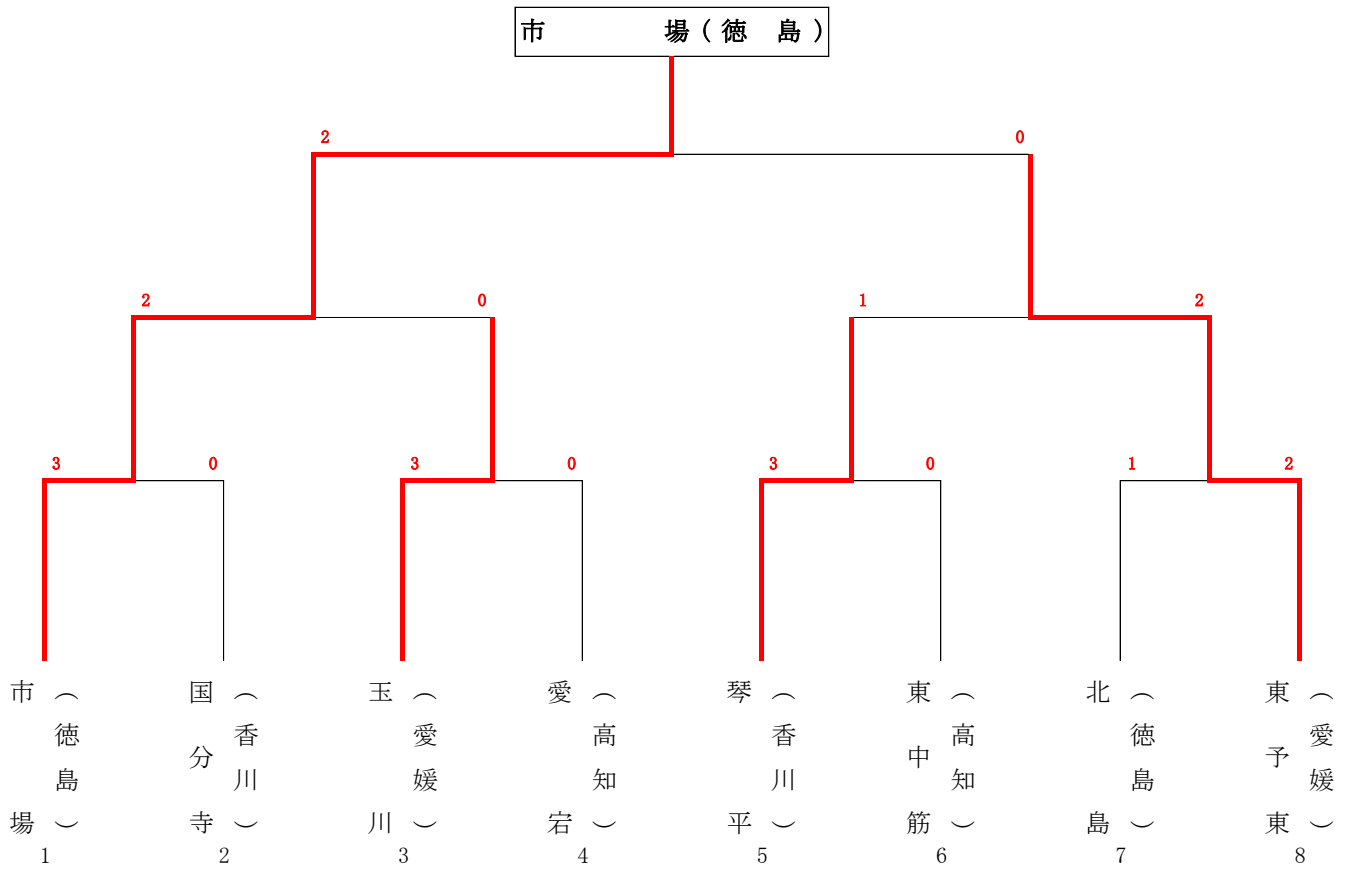 市場(徳島)
2 0
2 0 1 2
3 0 3 0 3 0 1 2
市場(徳島)
国分寺(香川)
玉川(愛媛)
愛宕(高知)
琴平(香川)
東中筋(高知)
北島(徳島)
東予東(愛媛)
1 2 3 4 5 6 7 8